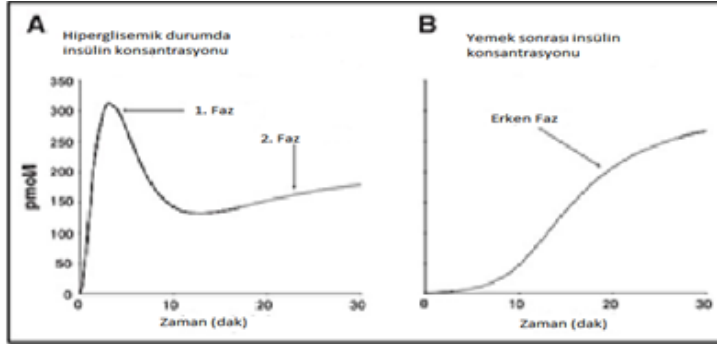 A
Hiperglisemik durumda
insülin konsantrasyonu
350
300
250
200
150
100
50
0
pmol/l
1. Faz
2. Faz
0
10
20
30
Zaman (dak)
B
Yemek sonrası insülin
konsantrasyonu
Erken Faz
0
10
20
30
Zaman (dak)